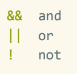 && and
|| or
! not